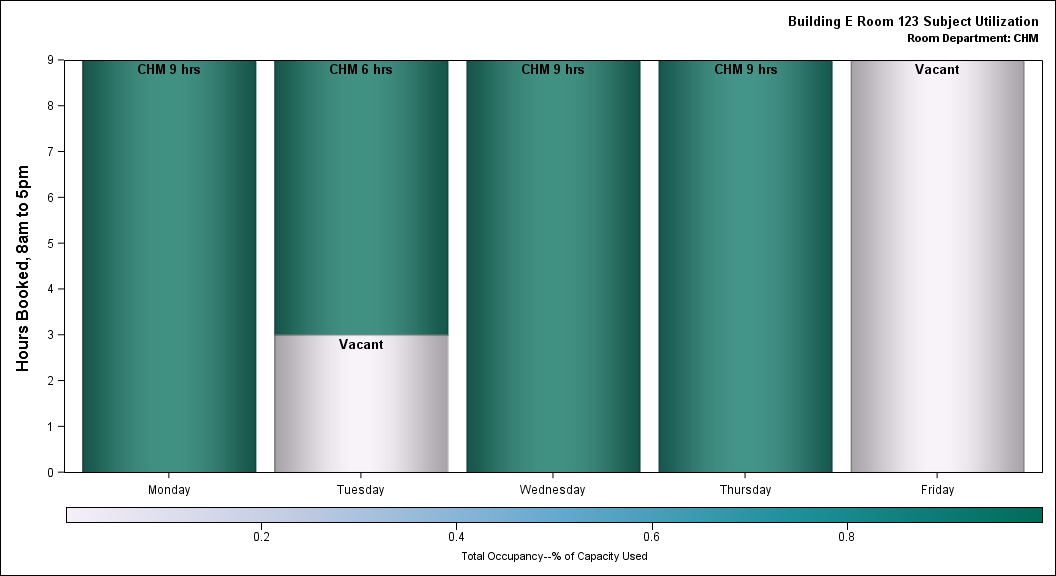 Building E Room 123 Subject Utilization
Room Department: CHM
Hours Booked, 8am to 5pm
9
8
7
6
5
4
3
2
1
0
CHM 9 hrs
CHM 6 hrs
CHM 9 hrs
CHM 9 hrs
Vacant
Vacant
Monday
Tuesday
Wednesday
Thursday
Friday
0.2
0.4
0.6
0.8
Total Occupancy--% of Capacity Used